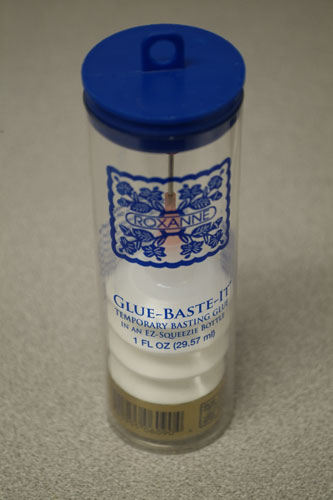 ROXANNE
GLUE-BASTE-IT
TEMPORARY BASTING GLUE
IN AN EZ-SQUEEZIE BOTTLE
1 FL OZ (29.57 ml)